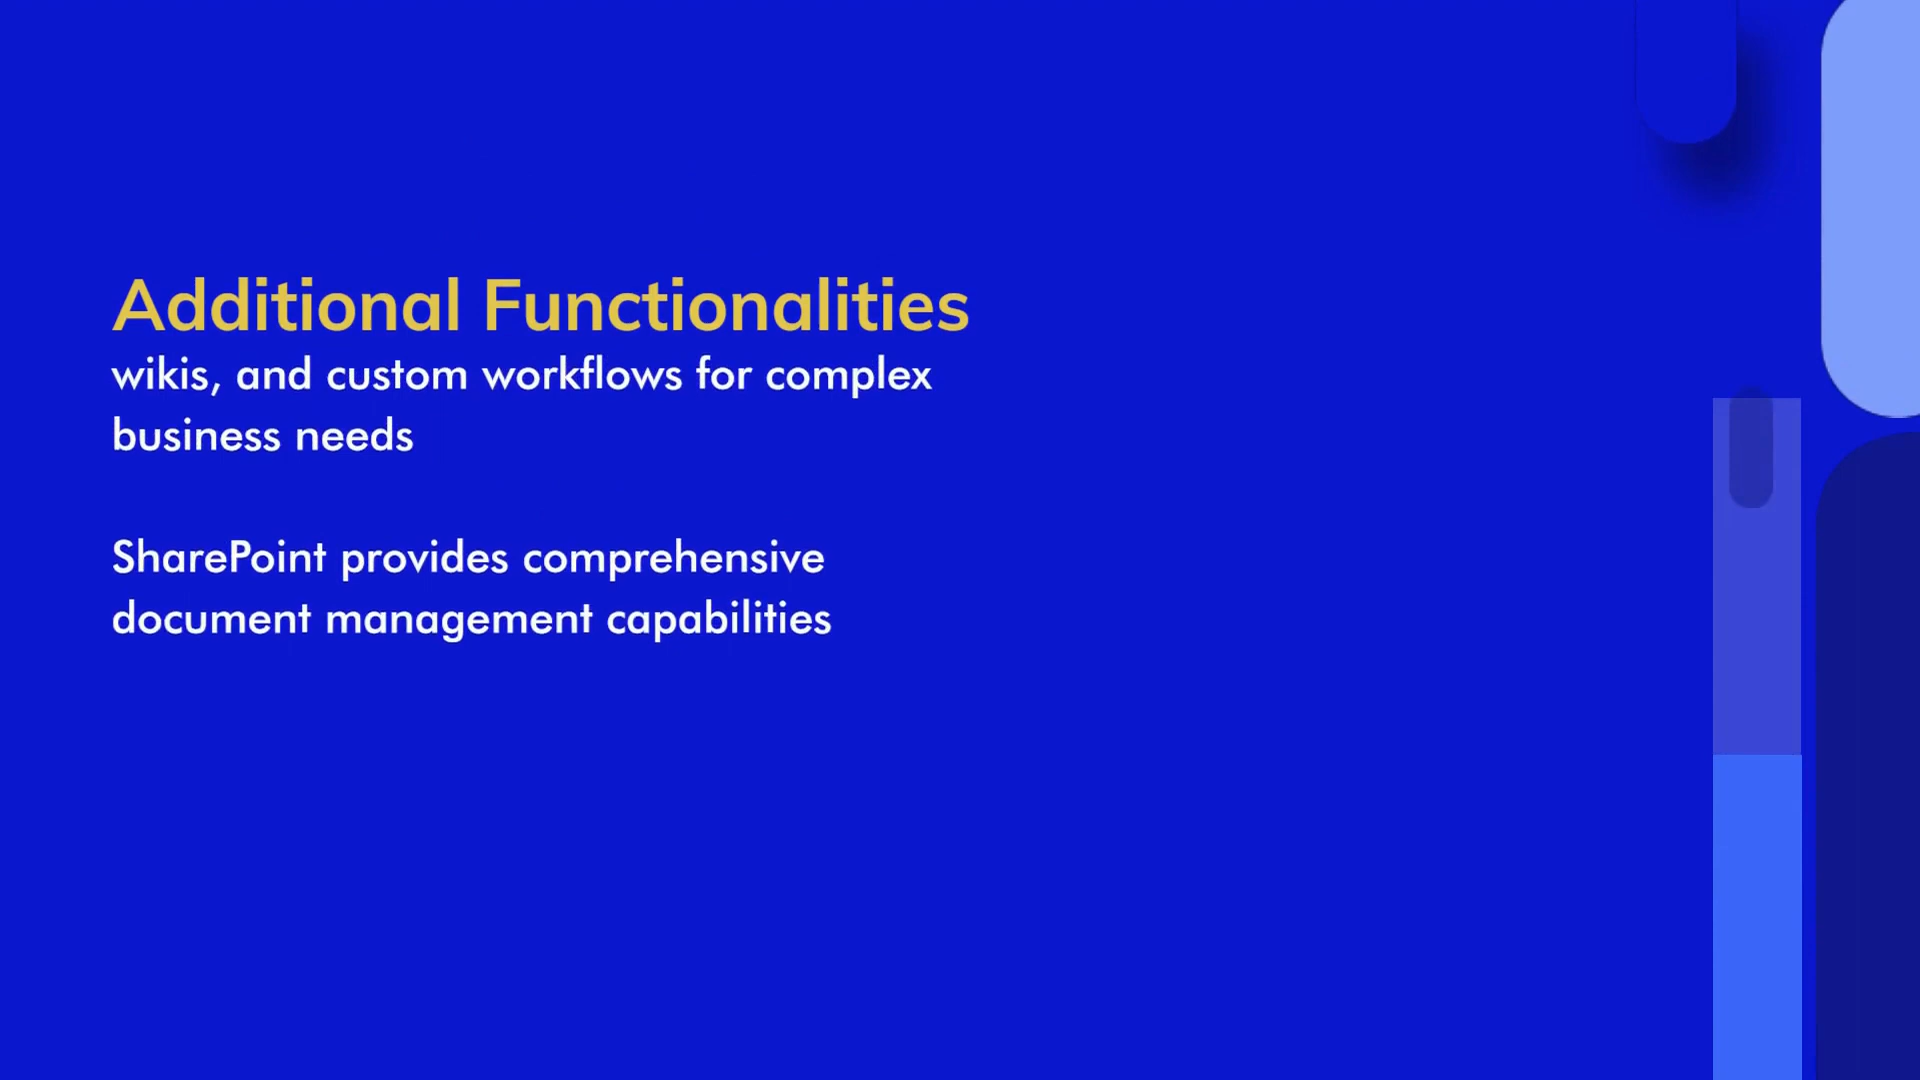 Additional Functionalities
wikis, and custom workflows for complex
business needs
SharePoint provides comprehensive
document management capabilities